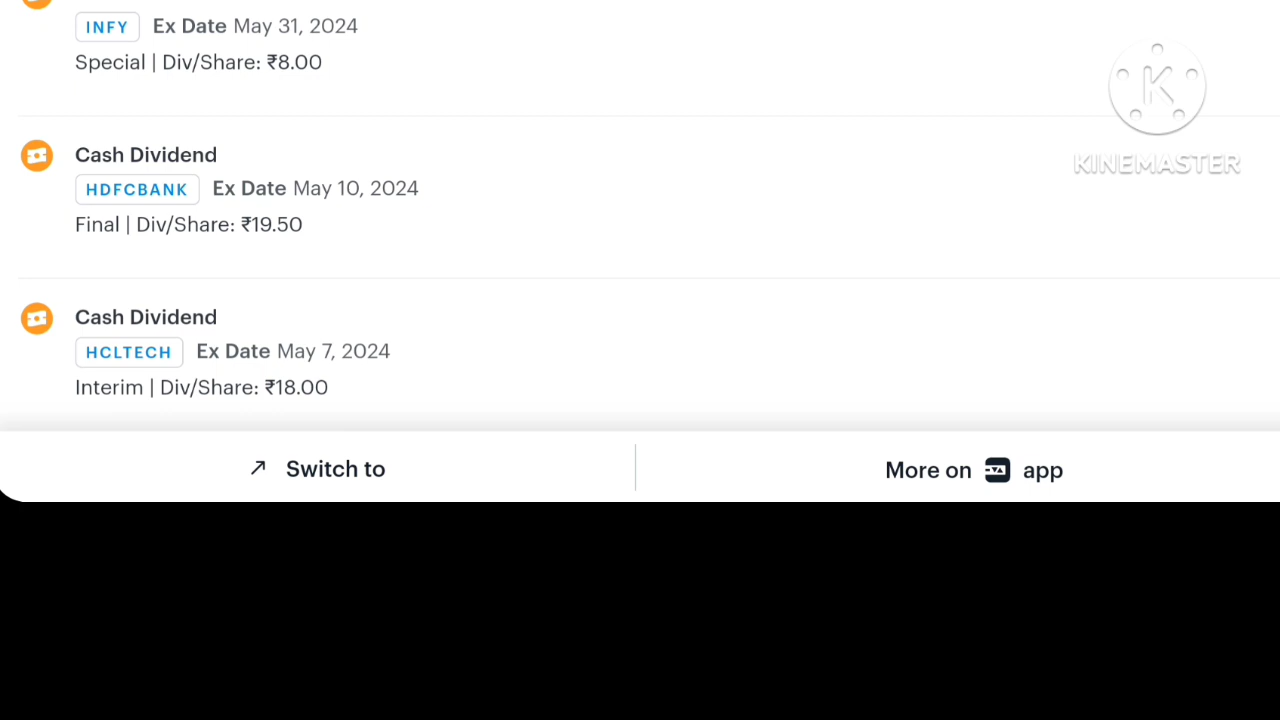 INFY Ex Date May 31, 2024
Special | Div/Share: ₹8.00
K
KINEMASTER
Cash Dividend
HDFCBANK Ex Date May 10, 2024
Final | Div/Share: ₹19.50
Cash Dividend
HCLTECH Ex Date May 7, 2024
Interim | Div/Share: ₹18.00
Switch to
More on app